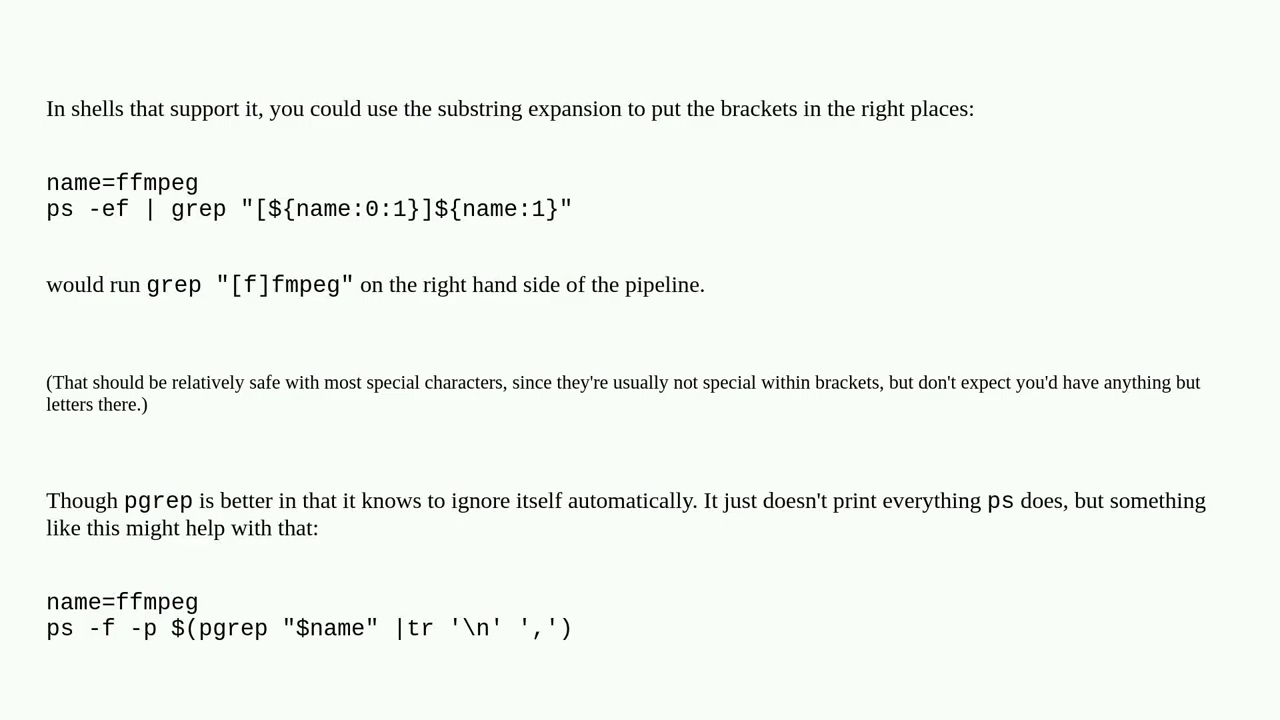 In shells that support it, you could use the substring expansion to put the brackets in the right places:
name=ffmpeg
ps -ef | grep "[${name:0:1}]${name:1}"
would run grep "[f]fmpeg" on the right hand side of the pipeline.
(That should be relatively safe with most special characters, since they're usually not special within brackets, but don't expect you'd have anything but
letters there.)
Though pgrep is better in that it knows to ignore itself automatically. It just doesn't print everything ps does, but something
like this might help with that:
name=ffmpeg
ps -f -p $(pgrep "$name" |tr '\n' ',')